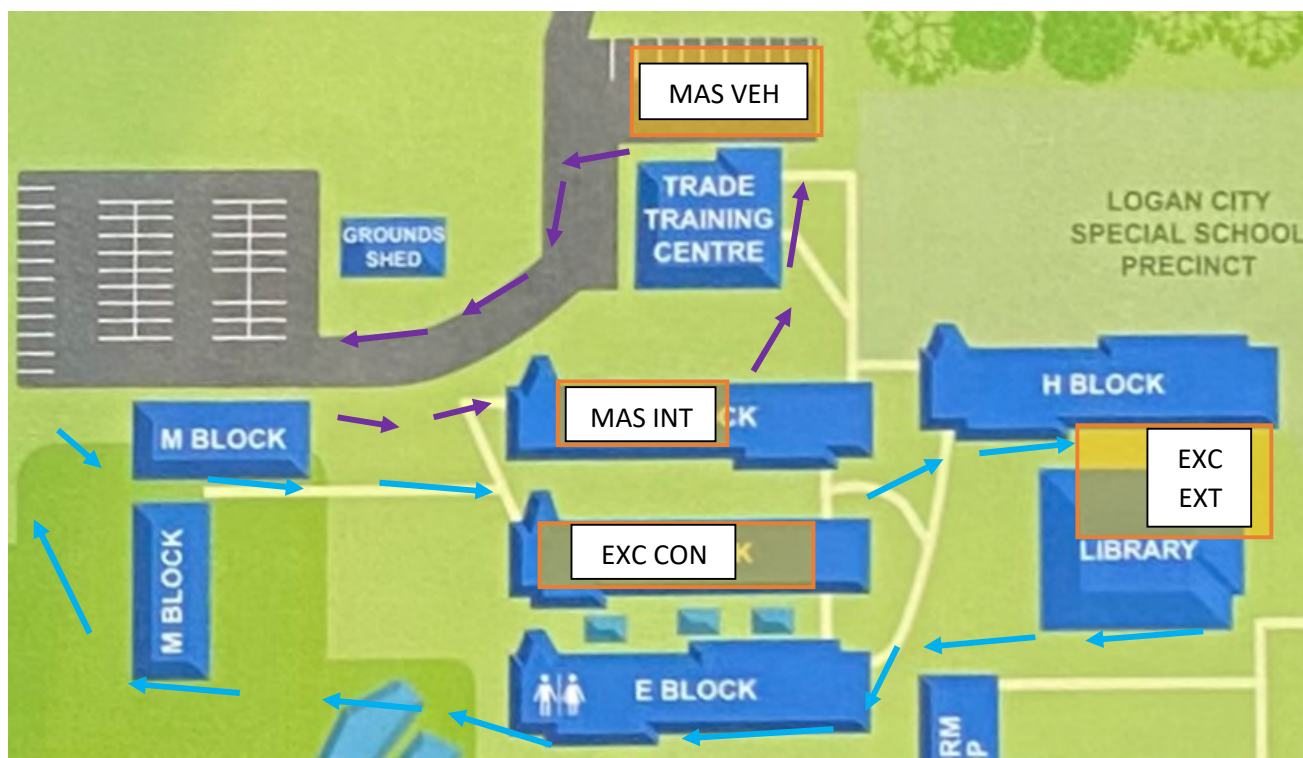 MAS VEH
TRADE
TRAINING
CENTRE
LOGAN CITY
SPECIAL SCHOOL
PRECINCT
GROUNDS
SHED
H BLOCK
MAS INT
CK
M BLOCK
EXC
EXT
EXC CON
K
LIBRARY
M BLOCK
E BLOCK
RM
P